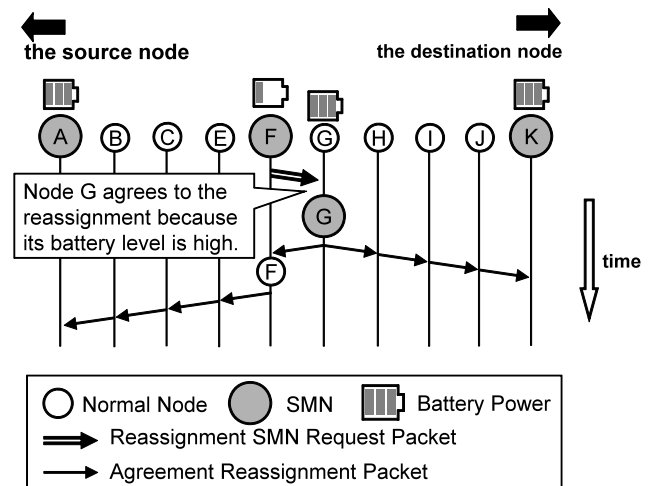 the source node
the destination node
A B C E F G H I J K
Node G agrees to the
reassignment because
its battery level is high.
G
F
time
Normal Node
SMN
Battery Power
Reassignment SMN Request Packet
Agreement Reassignment Packet